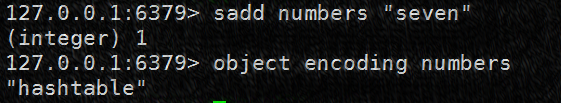 127.0.0.1:6379> sadd numbers "seven"
(integer) 1
127.0.0.1:6379> object encoding numbers
"hashtable"